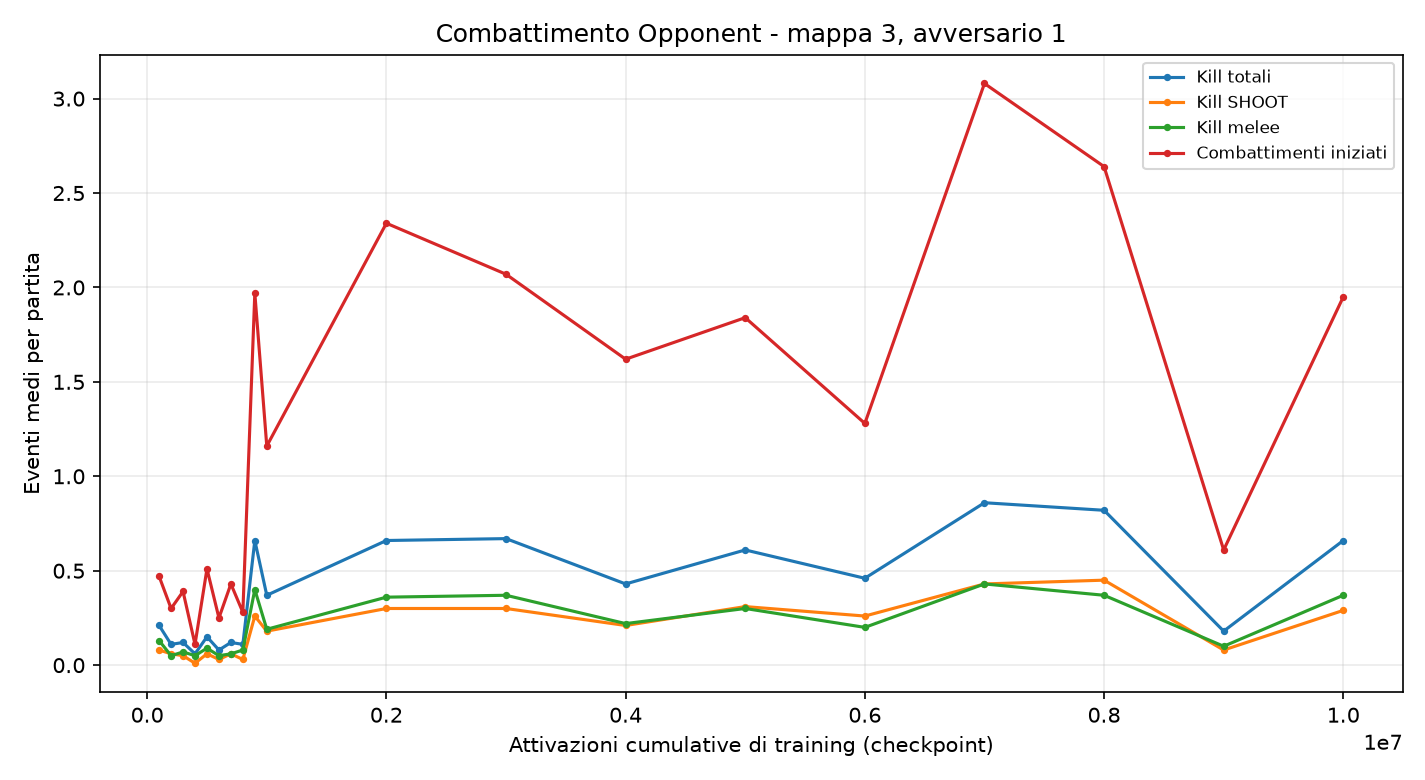 Combattimento Opponent - mappa 3, avversario 1
Eventi medi per partita
3.0
2.5
2.0
1.5
1.0
0.5
0.0
Kill totali
Kill SHOOT
Kill melee
Combattimenti iniziati
0.0 0.2 0.4 0.6 0.8 1.0
1e7
Attivazioni cumulative di training (checkpoint)